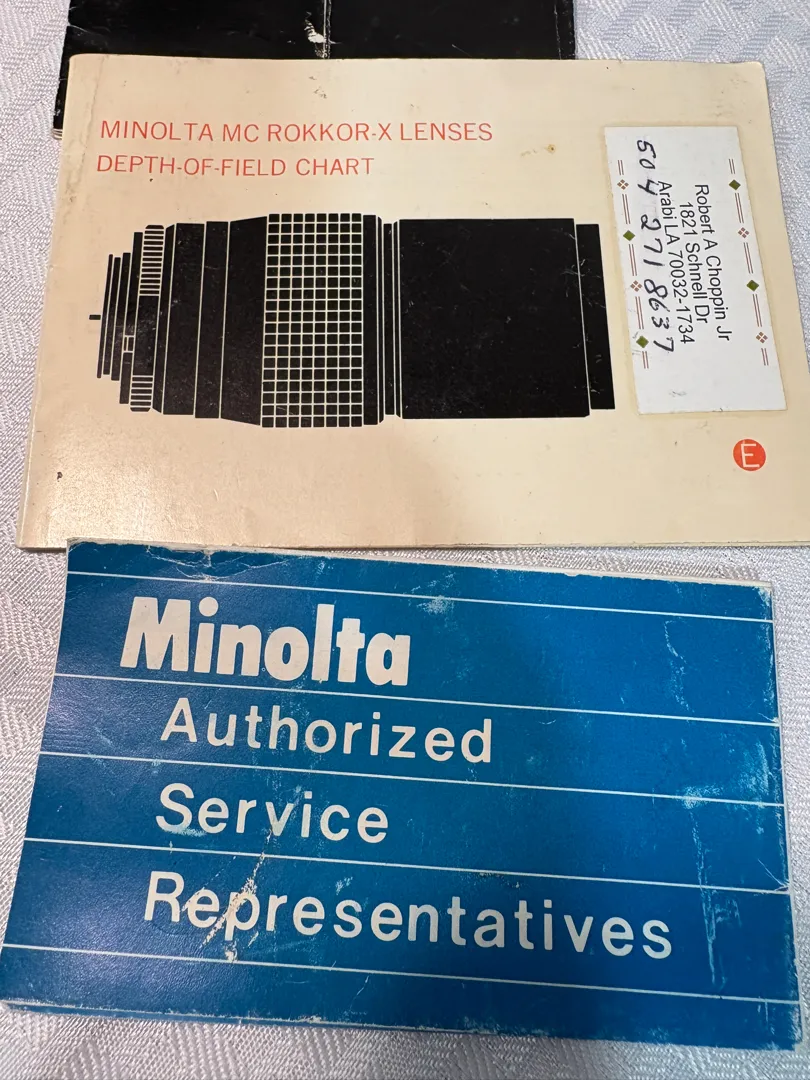 MINOLTA MC ROKKOR-X LENSES
DEPTH-OF-FIELD CHART
Robert A Choppin Jr
1821 Schnell Dr
Arabi LA 70032-1734
504 271 8637
E
Minolta
Authorized
Service
Representatives